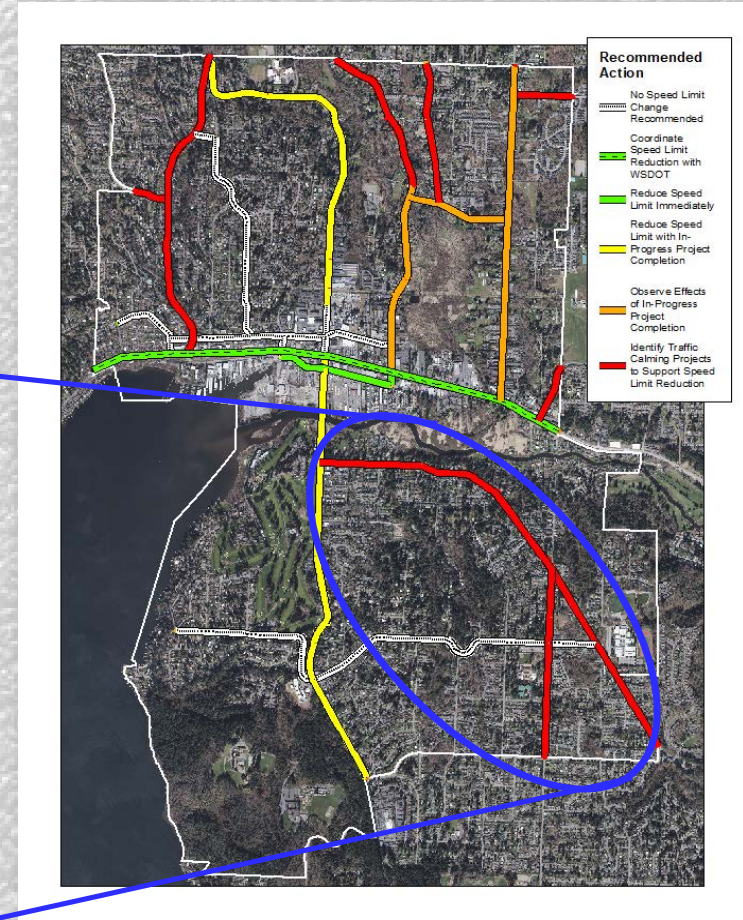 Recommended
Action
No Speed Limit
Change
Recommended
Coordinate
Speed Limit
Reduction with
WSDOT
Reduce Speed
Limit Immediately
Reduce Speed
Limit with In-
Progress Project
Completion
Observe Effects
of In-Progress
Project
Completion
Identify Traffic
Calming Projects
to Support Speed
Limit Reduction